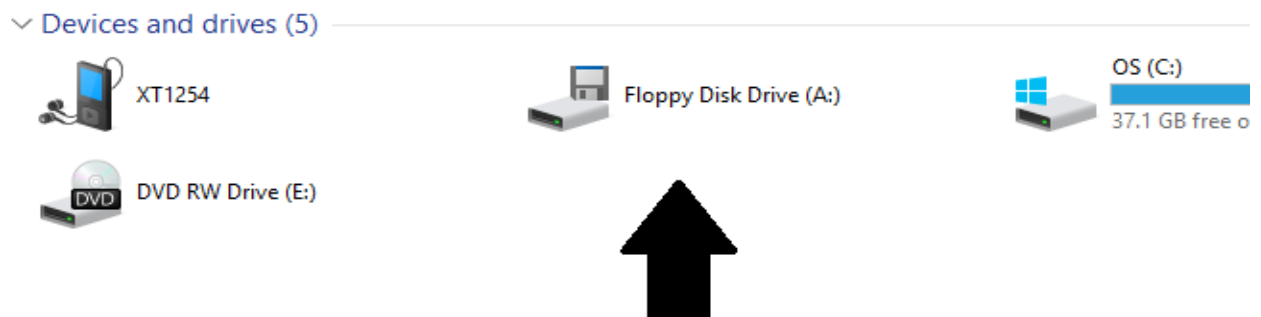 Devices and drives (5)
XT1254
Floppy Disk Drive (A:)
OS (C:)
37.1 GB free o
DVD RW Drive (E:)
DVD